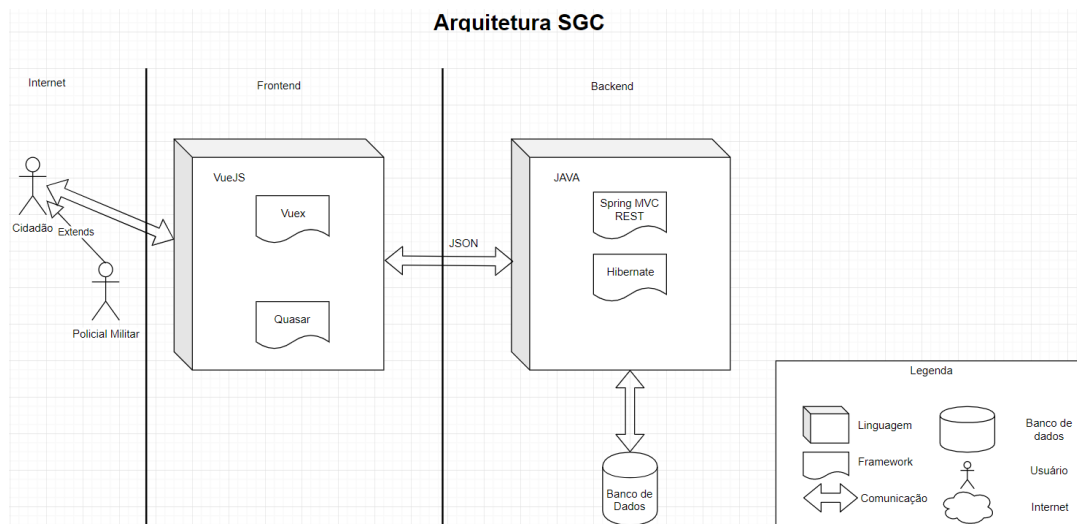 Arquitetura SGC
Internet
Frontend
Backend
Cidadão
Extends
Policial Militar
VueJS
Vuex
Quasar
JSON
JAVA
Spring MVC
REST
Hibernate
Banco de
Dados
Legenda
Linguagem
Banco de
dados
Framework
Usuário
Comunicação
Internet